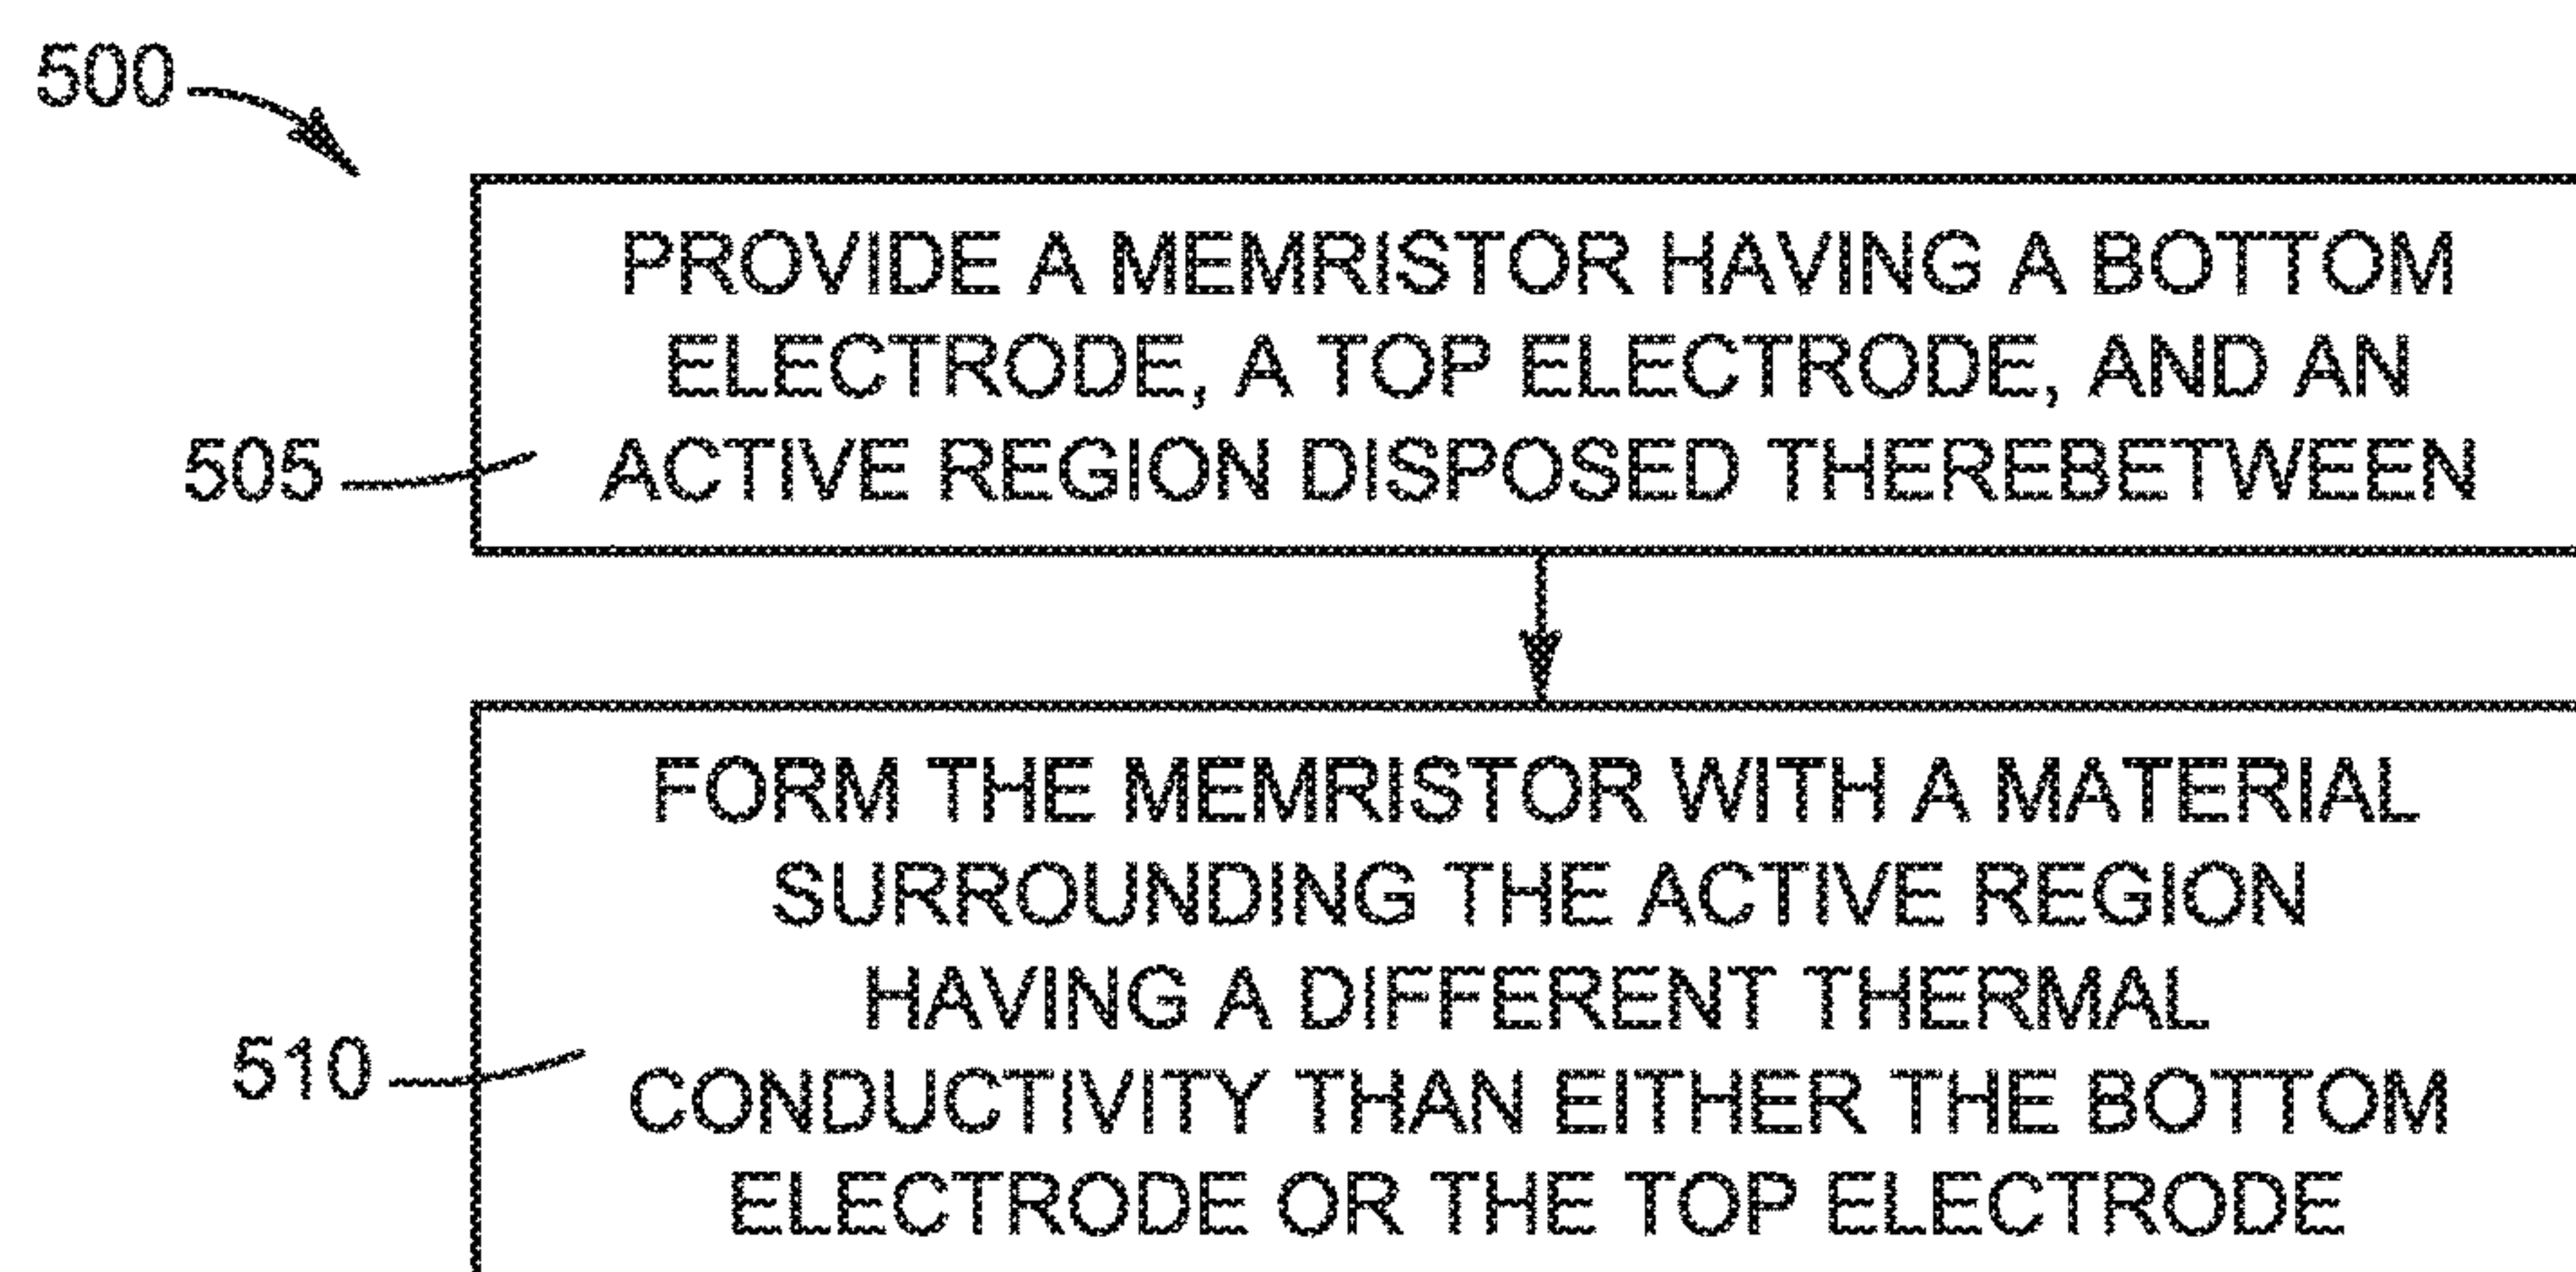 500
PROVIDE A MEMRISTOR HAVING A BOTTOM
ELECTRODE, A TOP ELECTRODE, AND AN
505
ACTIVE REGION DISPOSED THEREBETWEEN
FORM THE MEMRISTOR WITH A MATERIAL
SURROUNDING THE ACTIVE REGION
HAVING A DIFFERENT THERMAL
510
CONDUCTIVITY THAN EITHER THE BOTTOM
ELECTRODE OR THE TOP ELECTRODE